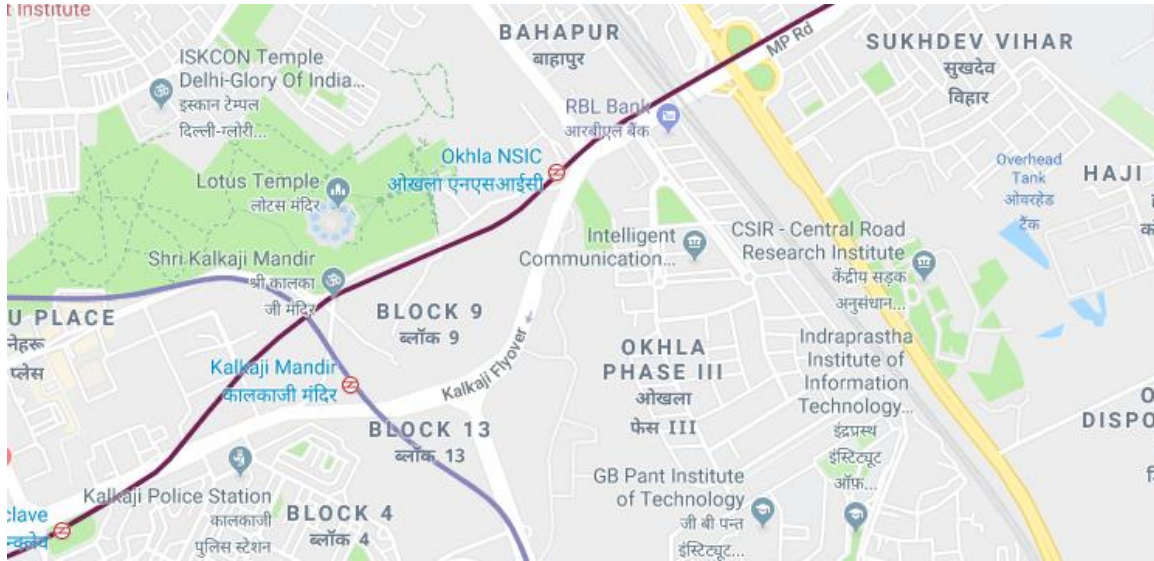 t Institute
ISKCON Temple
Delhi-Glory Of India...
इस्कान टेम्पल
दिल्ली-ग्लोरी...
BAHAPUR
बाहापुर
MP Rd
SUKHDEV VIHAR
सुखदेव
विहार
RBL Bank
आरबीएल बैंक
Okhla NSIC
ओखला एनएसआईसी
Overhead
Tank
ओवरहेड
टैंक
HAJI
Lotus Temple
लोटस मंदिर
Intelligent
Communication...
CSIR - Central Road
Research Institute
केंद्रीय सड़क
अनुसंधान...
Shri Kalkaji Mandir
श्री कालका
जी मंदिर
U PLACE
नेहरू
प्लेस
BLOCK 9
ब्लॉक 9
Kalkaji Flyover
OKHLA
PHASE III
ओखला
फेस III
Indraprastha
Institute of
Information
Technology...
इंद्रप्रस्थ
इंस्टिट्यूट
ऑफ़...
Kalkaji Mandir
कालकाजी मंदिर
BLOCK 13
ब्लॉक 13
O
DISPO
GB Pant Institute
of Technology
जी बी पन्त
इंस्टिट्यूट...
Kalkaji Police Station
कालकाजी
पुलिस स्टेशन
BLOCK 4
ब्लॉक 4
clave